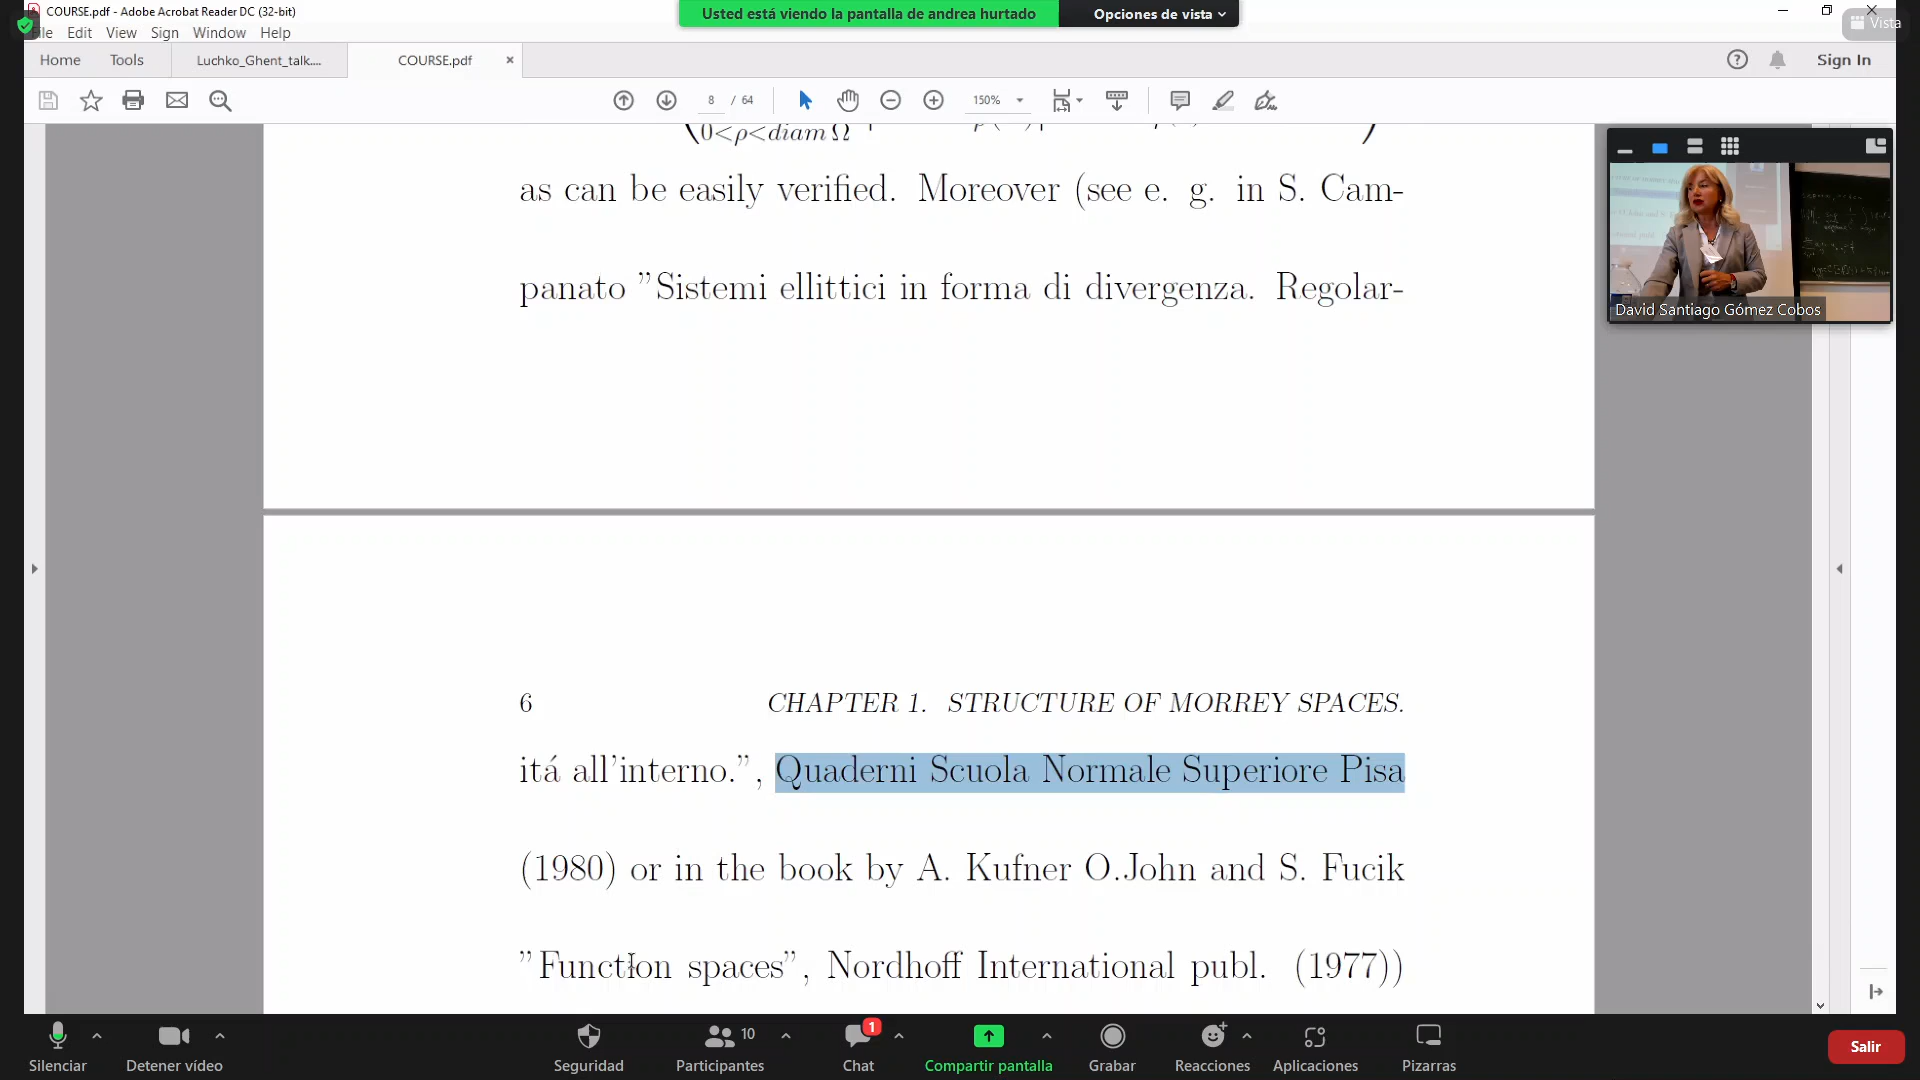 COURSE.pdf - Adobe Acrobat Reader DC (32-bit)
Usted está viendo la pantalla de andrea hurtado
Opciones de vista
Vista
File Edit View Sign Window Help
Home Tools Luchko_Ghent_talk.... COURSE.pdf × Sign In
8 / 64 150%
0<ρ<diam Ω
as can be easily verified. Moreover (see e. g. in S. Cam-
panato ”Sistemi ellittici in forma di divergenza. Regolar-
David Santiago Gómez Cobos
6 CHAPTER 1. STRUCTURE OF MORREY SPACES.
itá all’interno.”, Quaderni Scuola Normale Superiore Pisa
(1980) or in the book by A. Kufner O.John and S. Fucik
”Function spaces”, Nordhoff International publ. (1977))
10 1
Silenciar Detener vídeo Seguridad Participantes Chat Compartir pantalla Grabar Reacciones Aplicaciones Pizarras Salir